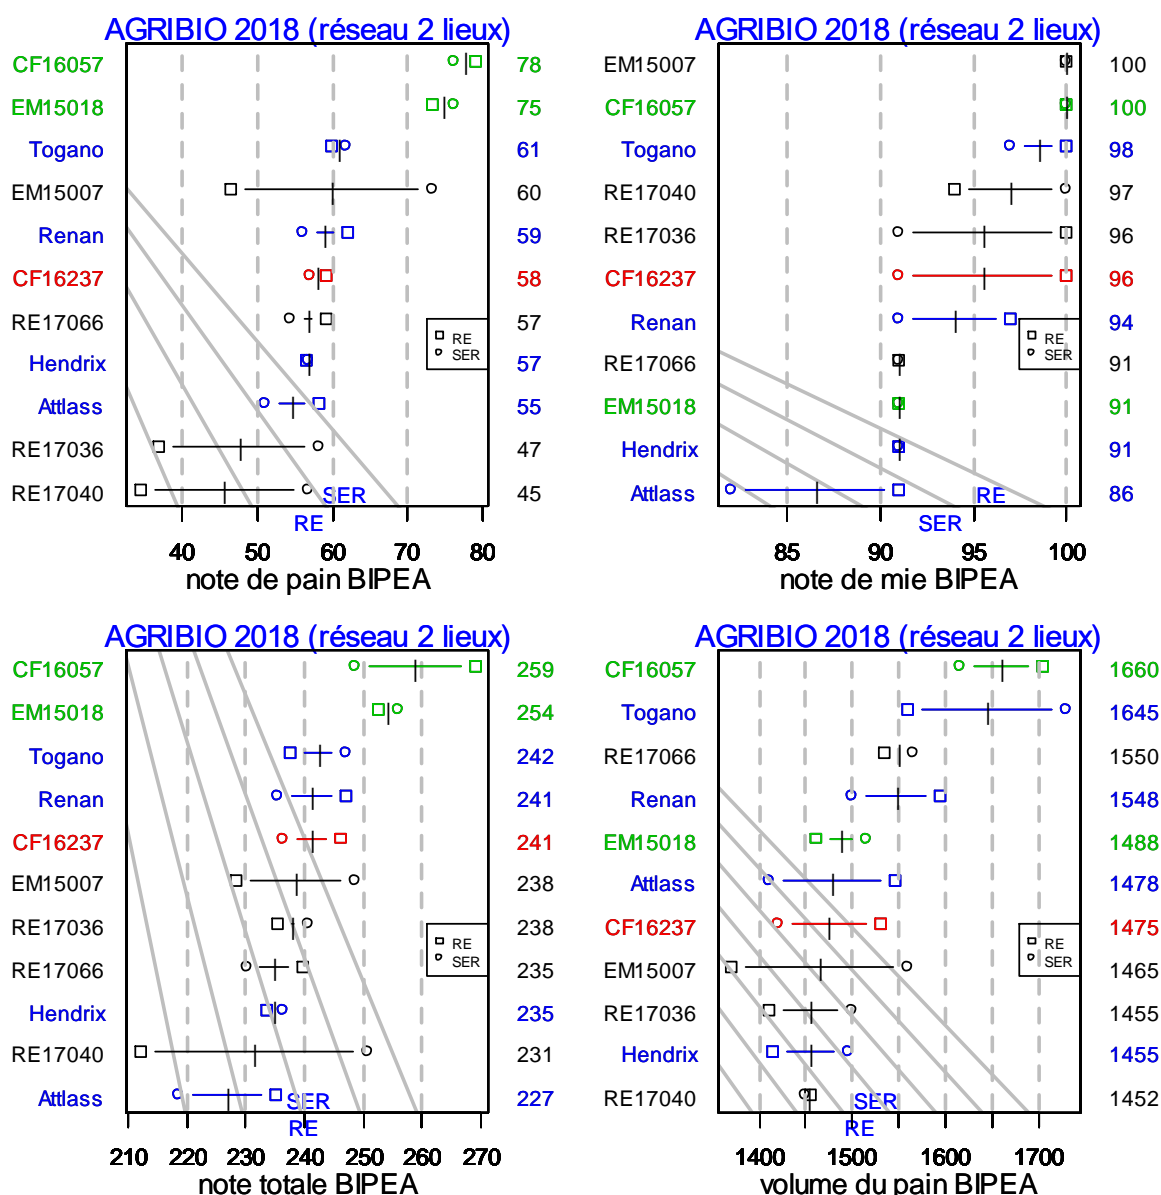 AGRIBIO 2018 (réseau 2 lieux)
CF16057 78
EM15018 75
Togano 61
EM15007 60
Renan 59
CF16237 58
RE17066 57
Hendrix 57
Attlass 55
RE17036 47
RE17040 45
RE
SER
SER
RE
40 50 60 70 80
note de pain BIPEA
AGRIBIO 2018 (réseau 2 lieux)
EM15007 100
CF16057 100
Togano 98
RE17040 97
RE17036 96
CF16237 96
Renan 94
RE17066 91
EM15018 91
Hendrix 91
Attlass 86
RE
SER
RE
SER
85 90 95 100
note de mie BIPEA
AGRIBIO 2018 (réseau 2 lieux)
CF16057 259
EM15018 254
Togano 242
Renan 241
CF16237 241
EM15007 238
RE17036 238
RE17066 235
Hendrix 235
RE17040 231
Attlass 227
RE
SER
SER
RE
210 220 230 240 250 260 270
note totale BIPEA
AGRIBIO 2018 (réseau 2 lieux)
CF16057 1660
Togano 1645
RE17066 1550
Renan 1548
EM15018 1488
Attlass 1478
CF16237 1475
EM15007 1465
RE17036 1455
Hendrix 1455
RE17040 1452
RE
SER
SER
RE
1400 1500 1600 1700
volume du pain BIPEA